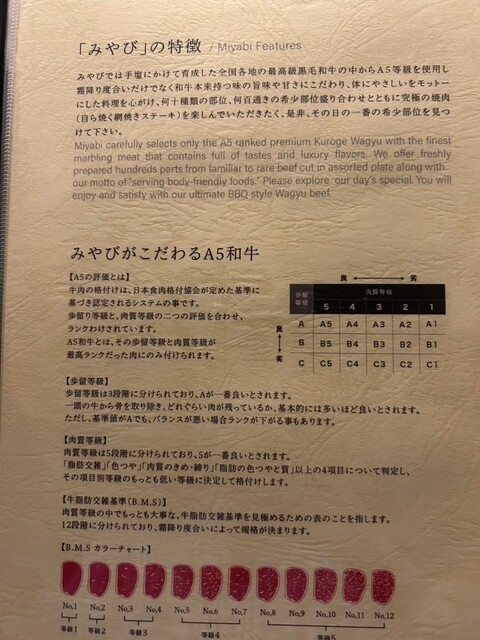 「みやび」の特徴 / Miyabi Features
みやびでは手塩にかけて育成した全国各地の最高級黒毛和牛の中からA5等級を使用し
霜降り度合いだけでなく和牛本来持つ味の旨味や甘さにこだわり、体にやさしいをモットー
にした料理を心がけ、何十種類の部位、何百通りの希少部位盛り合わせとともに究極の焼肉
(自ら焼く網焼きステーキ)を楽しんでいただきたく、是非、その日の一番の希少部位を見つ
けて下さい。
Miyabi carefully selects only the A5 ranked premium Kuroge Wagyu with the finest
marbling meat that contains full of tastes and luxury flavors. We offer freshly
prepared hundreds parts from familiar to rare beef cut in assorted plate along with
our motto of "serving body-friendly foods." Please explore our day's special. You will
enjoy and satisfy with our ultimate BBQ style Wagyu beef.
みやびがこだわるA5和牛
【A5の評価とは】
牛肉の格付けは、日本食肉格付協会が定めた基準に
基づき認定されるシステムの事です。
歩留り等級と、肉質等級の二つの評価を合わせ、
ランクわけされています。
A5和牛とは、その歩留等級と肉質等級が
最高ランクだった肉にのみ付けられます。
良 劣
歩留等級 肉質等級
5 4 3 2 1
良
A A5 A4 A3 A2 A1
B B5 B4 B3 B2 B1
劣
C C5 C4 C3 C2 C1
【歩留等級】
歩留等級は3段階に分けられており、Aが一番良いとされます。
一頭の牛から骨を取り除き、どれぐらい肉が残っているか、基本的には多いほど良いとされます。
ただし、基準値がAでも、バランスが悪い場合ランクが下がる事もあります。
【肉質等級】
肉質等級は5段階に分けられており、5が一番良いとされます。
「脂肪交雑」「色つや」「肉質のきめ・締り」「脂肪の色つやと質」以上の4項目について判定し、
その項目別等級のもっとも低い等級に決定して格付けします。
【牛脂肪交雑基準(B.M.S)】
肉質等級の中でもっとも大事な、牛脂肪交雑基準を見極めるための表のことを指します。
12段階に分けられており、霜降り度合いによって規格が決まります。
【B.M.S カラーチャート】
No,1 No,2 No,3 No,4 No,5 No,6 No,7 No,8 No,9 No,10 No,11 No,12
等級1 等級2 等級3 等級4 等級5